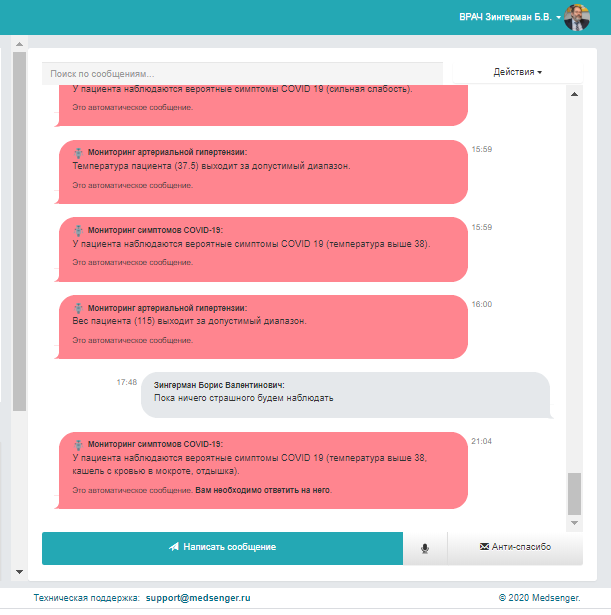 ВРАЧ Зингерман Б.В.
Поиск по сообщениям...
Действия
У пациента наблюдаются вероятные симптомы COVID 19 (сильная слабость).
Это автоматическое сообщение.
Мониторинг артериальной гипертензии:
15:59
Температура пациента (37.5) выходит за допустимый диапазон.
Это автоматическое сообщение.
Мониторинг симптомов COVID-19:
15:59
У пациента наблюдаются вероятные симптомы COVID 19 (температура выше 38).
Это автоматическое сообщение.
Мониторинг артериальной гипертензии:
16:00
Вес пациента (115) выходит за допустимый диапазон.
Это автоматическое сообщение.
17:46
Зингерман Борис Валентинович:
Пока ничего страшного будем наблюдать
Мониторинг симптомов COVID-19:
21:04
У пациента наблюдаются вероятные симптомы COVID 19 (температура выше 38,
кашель с кровью в мокроте, отдышка).
Это автоматическое сообщение. Вам необходимо ответить на него.
Написать сообщение
Анти-спасибо
Техническая поддержка: support@medsenger.ru
© 2020 Medsenger.